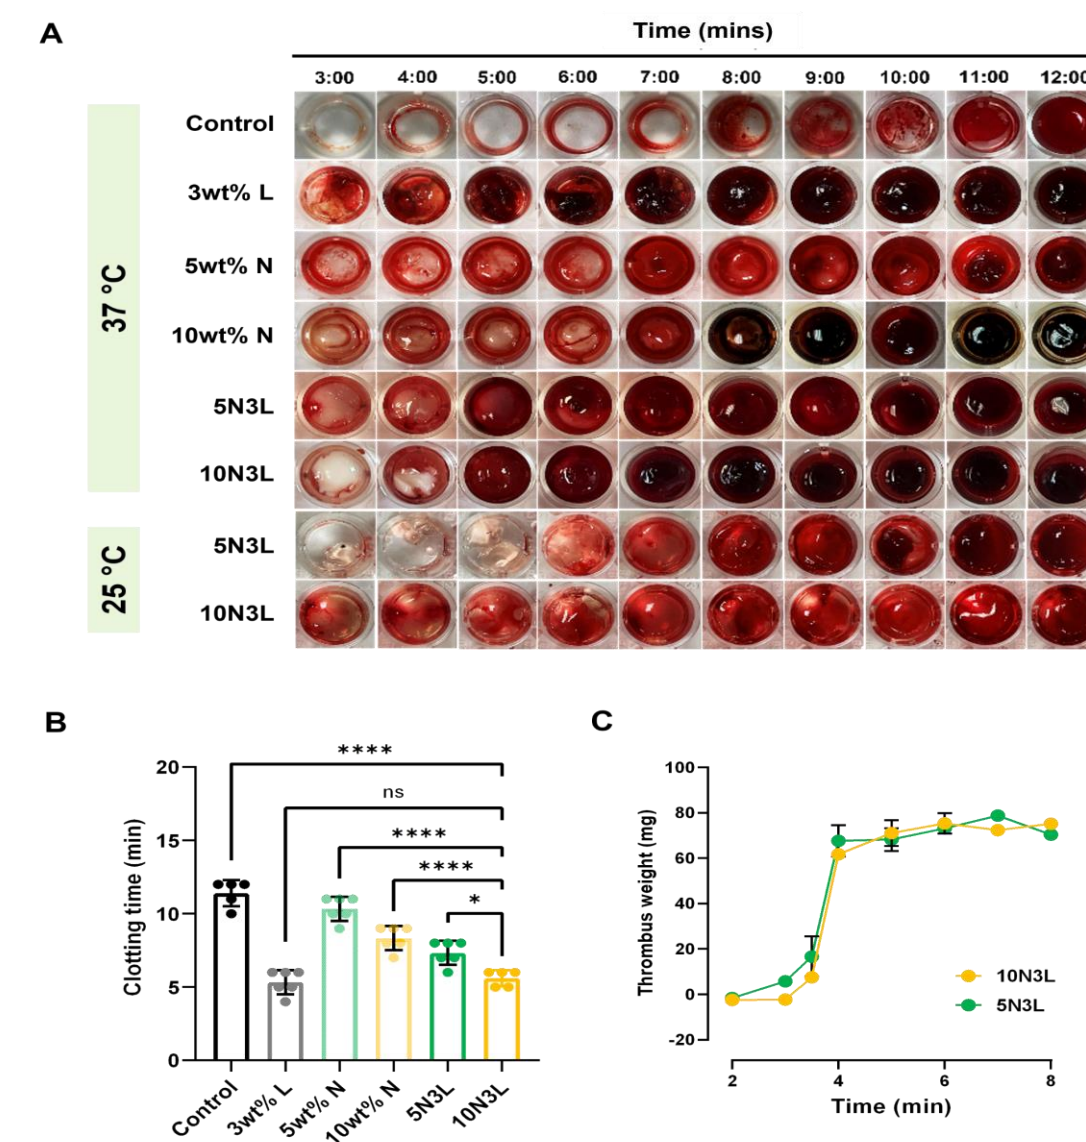 A
Time (mins)
3:00 4:00 5:00 6:00 7:00 8:00 9:00 10:00 11:00 12:00
37 °C
Control
3wt% L
5wt% N
10wt% N
5N3L
10N3L
25 °C
5N3L
10N3L
B
Clotting time (min)
20
15
10
5
0
****
ns
****
****
*
Control 3wt% L 5wt% N 10wt% N 5N3L 10N3L
C
Thrombus weight (mg)
100
80
60
40
20
0
-20
10N3L
5N3L
2 4 6 8
Time (min)